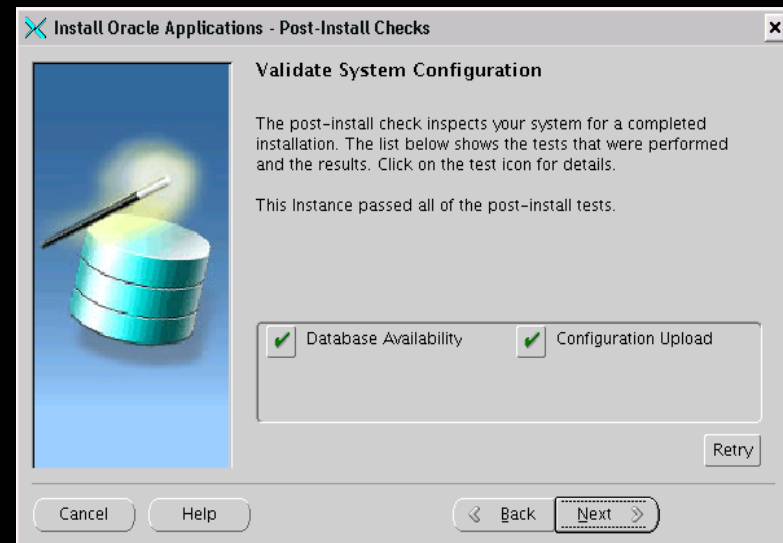 Install Oracle Applications - Post-Install Checks
Validate System Configuration
The post-install check inspects your system for a completed
installation. The list below shows the tests that were performed
and the results. Click on the test icon for details.
This Instance passed all of the post-install tests.
Database Availability
Configuration Upload
Retry
Cancel
Help
Back
Next